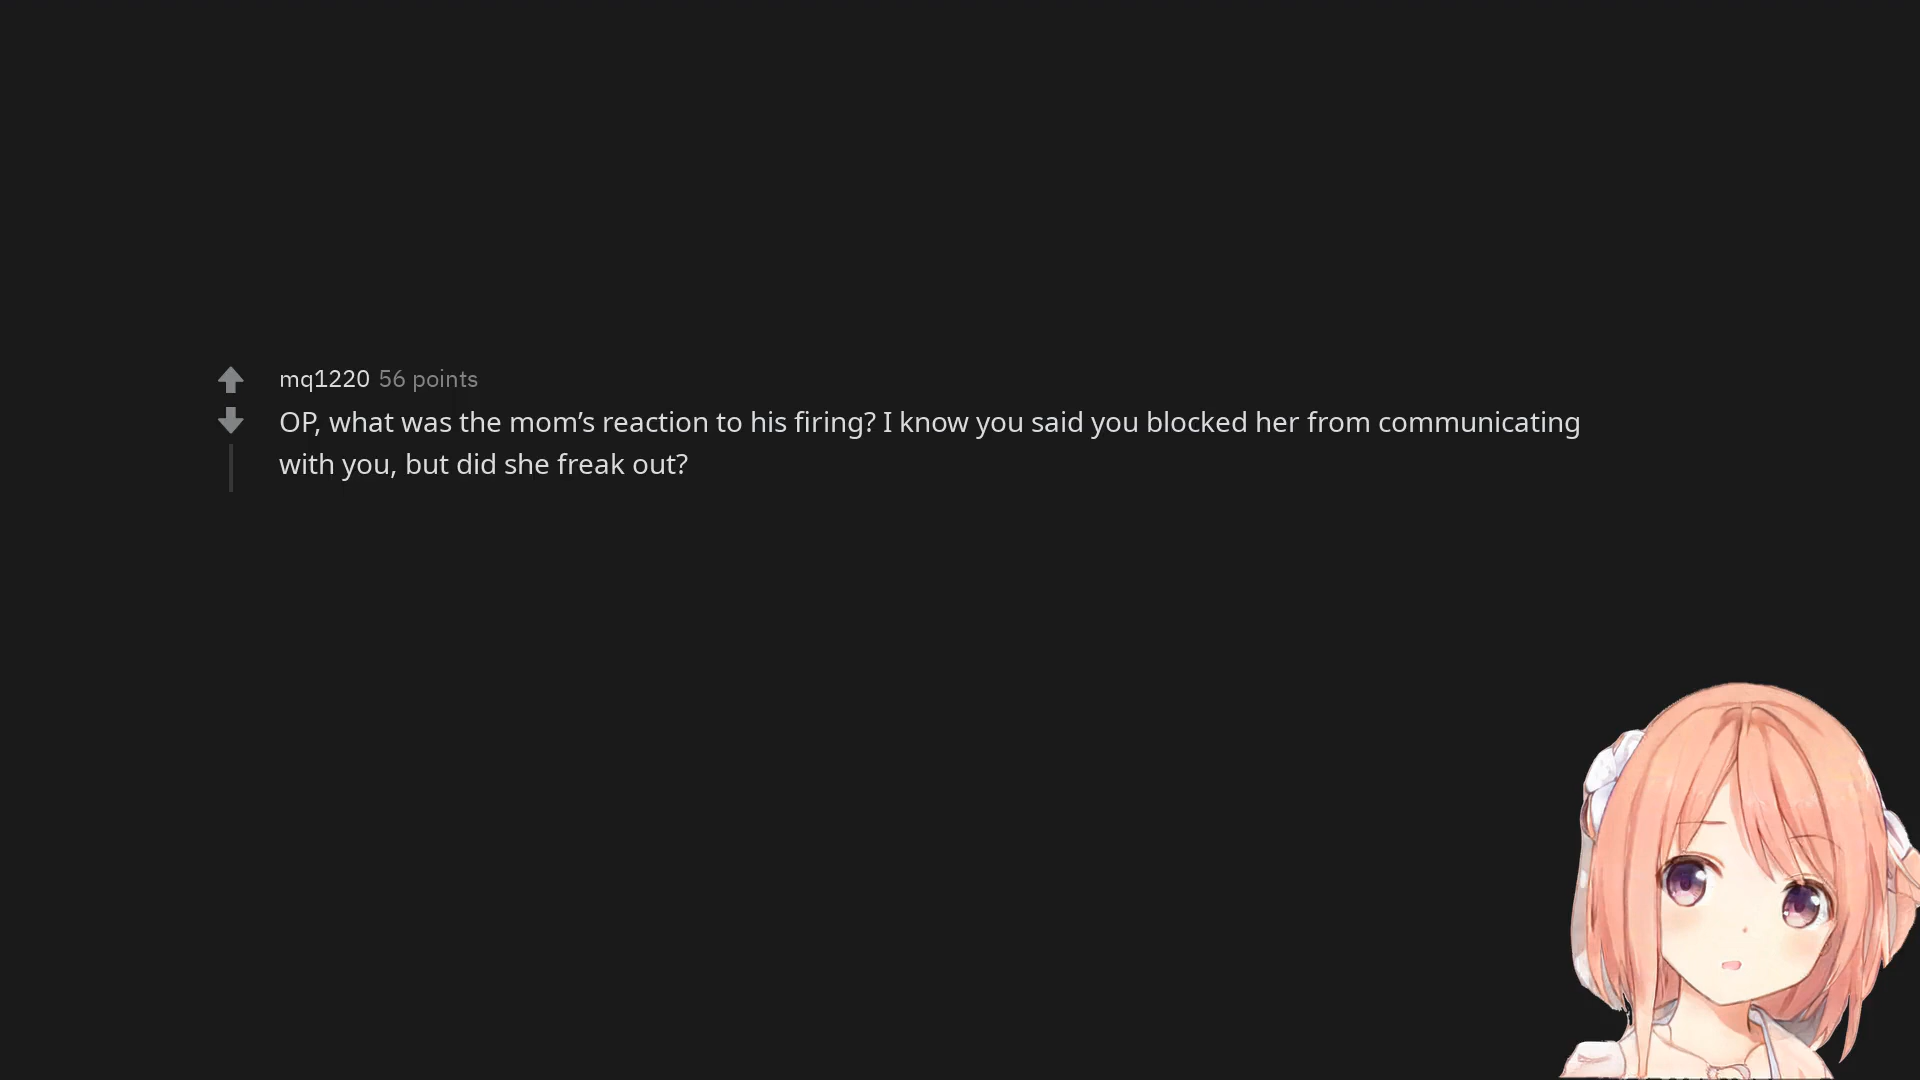 mq1220 56 points
OP, what was the mom’s reaction to his firing? I know you said you blocked her from communicating
with you, but did she freak out?